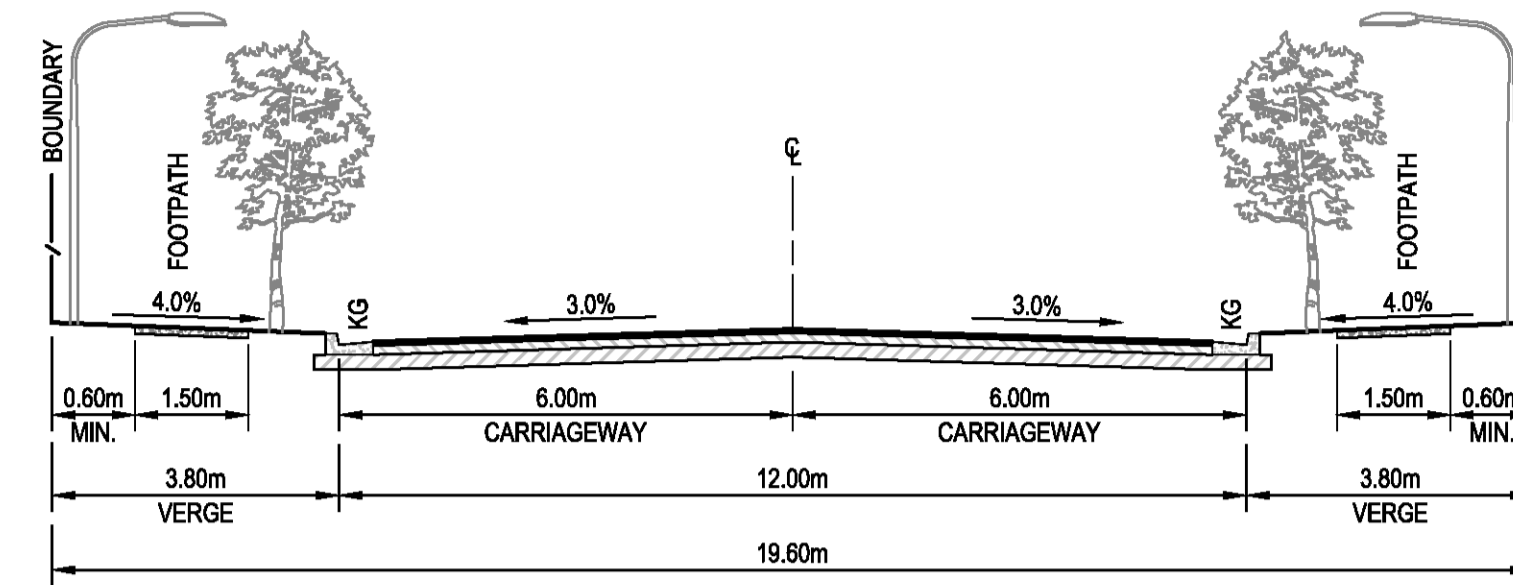 BOUNDARY
FOOTPATH
℄
FOOTPATH
4.0%
KG
3.0%
3.0%
KG
4.0%
0.60m
MIN.
1.50m
6.00m
CARRIAGEWAY
6.00m
CARRIAGEWAY
1.50m
0.60m
MIN.
3.80m
VERGE
12.00m
3.80m
VERGE
19.60m